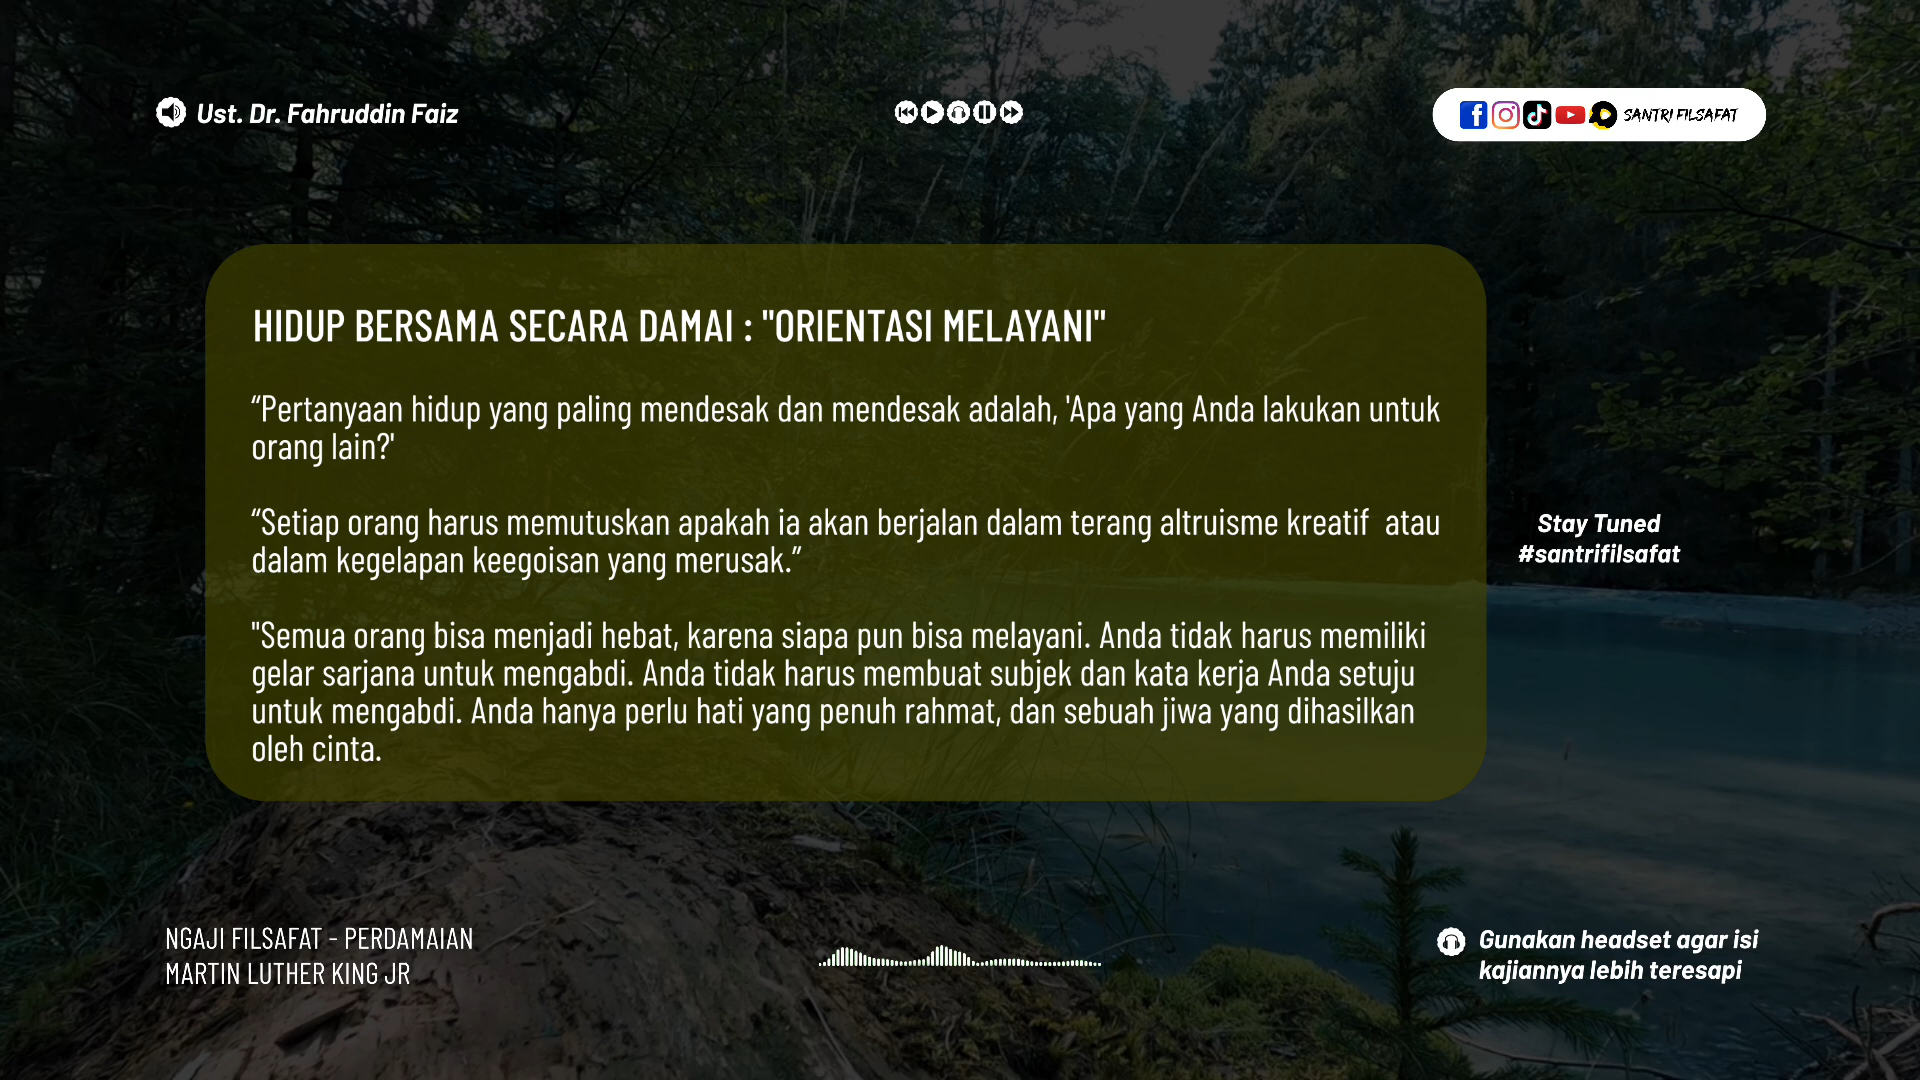 Ust. Dr. Fahruddin Faiz
SANTRI FILSAFAT
HIDUP BERSAMA SECARA DAMAI : "ORIENTASI MELAYANI"
“Pertanyaan hidup yang paling mendesak dan mendesak adalah, 'Apa yang Anda lakukan untuk
orang lain?'
“Setiap orang harus memutuskan apakah ia akan berjalan dalam terang altruisme kreatif  atau
dalam kegelapan keegoisan yang merusak.”
"Semua orang bisa menjadi hebat, karena siapa pun bisa melayani. Anda tidak harus memiliki
gelar sarjana untuk mengabdi. Anda tidak harus membuat subjek dan kata kerja Anda setuju
untuk mengabdi. Anda hanya perlu hati yang penuh rahmat, dan sebuah jiwa yang dihasilkan
oleh cinta.
Stay Tuned
#santrifilsafat
NGAJI FILSAFAT - PERDAMAIAN
MARTIN LUTHER KING JR
Gunakan headset agar isi
kajiannya lebih teresapi